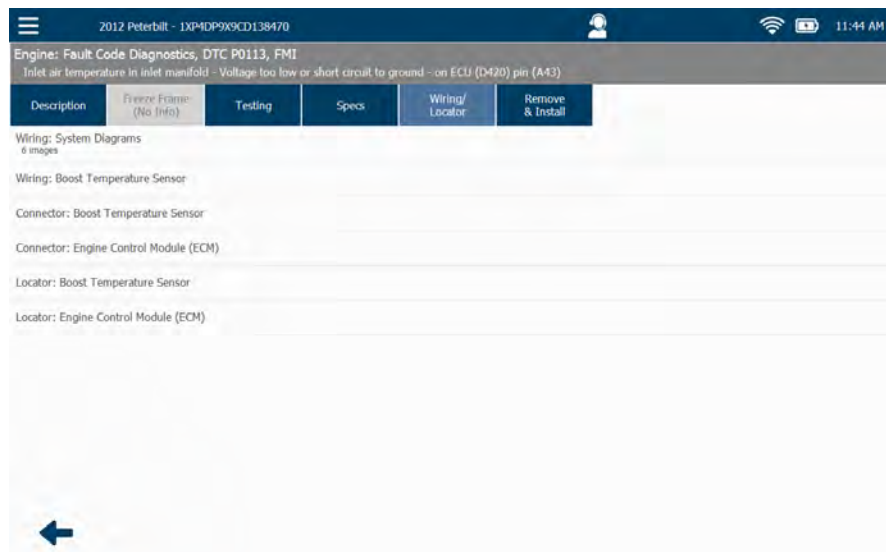 2012 Peterbilt - 1XP4DP9X9CD138470
11:44 AM
Engine: Fault Code Diagnostics, DTC P0113, FMI
Inlet air temperature in inlet manifold - Voltage too low or short circuit to ground - on ECU (D420) pin (A43)
Description
Freeze Frame
(No Info)
Testing
Specs
Wiring/
Locator
Remove
& Install
Wiring: System Diagrams
6 images
Wiring: Boost Temperature Sensor
Connector: Boost Temperature Sensor
Connector: Engine Control Module (ECM)
Locator: Boost Temperature Sensor
Locator: Engine Control Module (ECM)